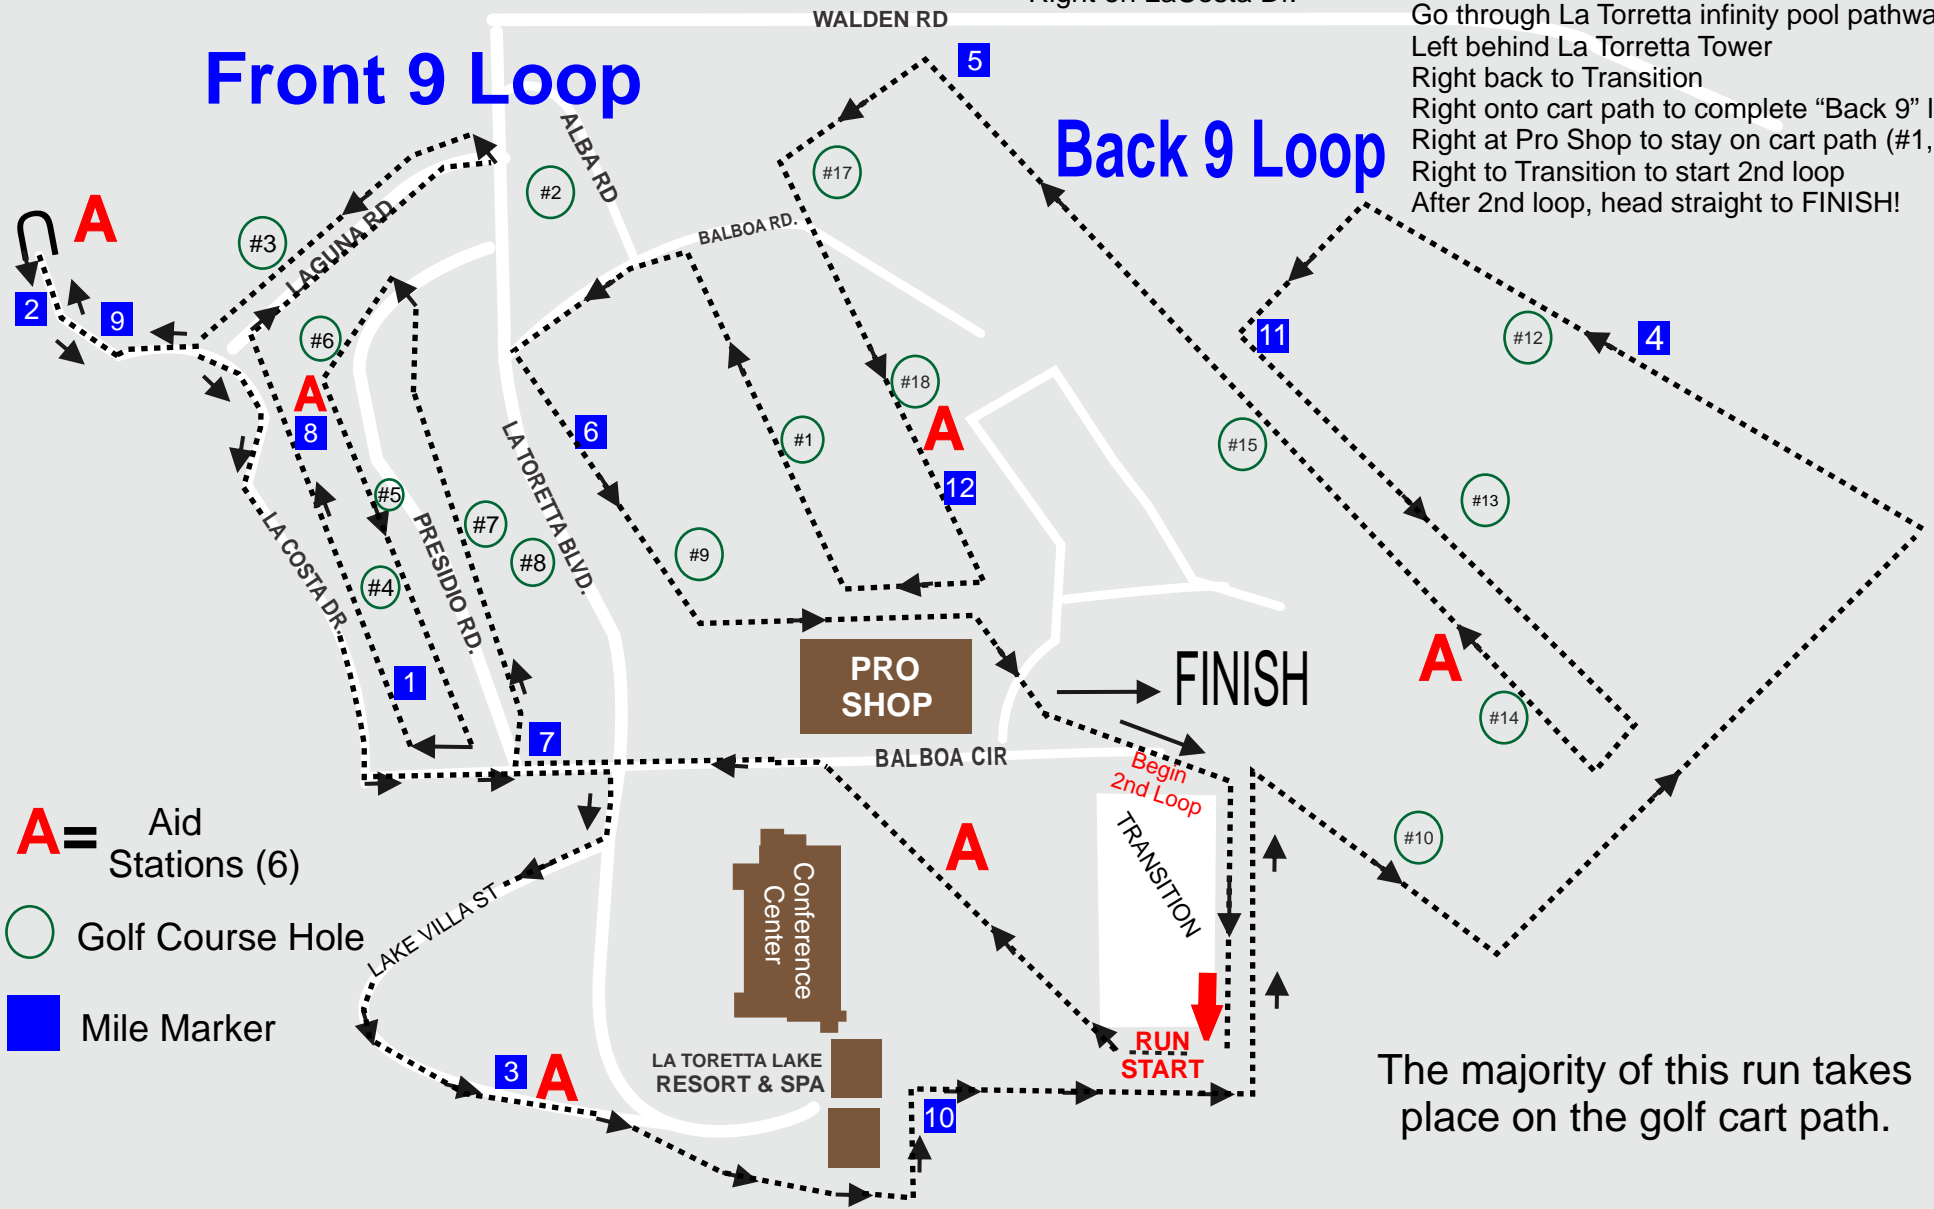 Right on LaCosta Dr.
Go through La Torretta infinity pool
Left behind La Torretta Tower
Right back to Transition
Right onto cart path to complete “Back 9”
Right at Pro Shop to stay on cart path (#1,
Right to Transition to start 2nd loop
After 2nd loop, head straight to FINISH!
WALDEN RD
Front 9 Loop
Back 9 Loop
5
ALBA RD
#17
#2
A
#3
LAGUNA RD
BALBOA RD.
2
9
#6
11
#12
4
A
8
#18
A
6
#1
#15
12
#5
#7
#13
LA TORETTA BLVD.
LA COSTA DR.
PRESIDIO RD.
#8
#9
#4
1
PRO
SHOP
FINISH
A
#14
7
BALBOA CIR
Begin
2nd Loop
TRANSITION
A
#10
A= Aid
Stations (6)
Golf Course Hole
Mile Marker
LAKE VILLA ST
Conference
Center
RUN
START
3
A
LA TORETTA LAKE
RESORT & SPA
10
The majority of this run takes
place on the golf cart path.